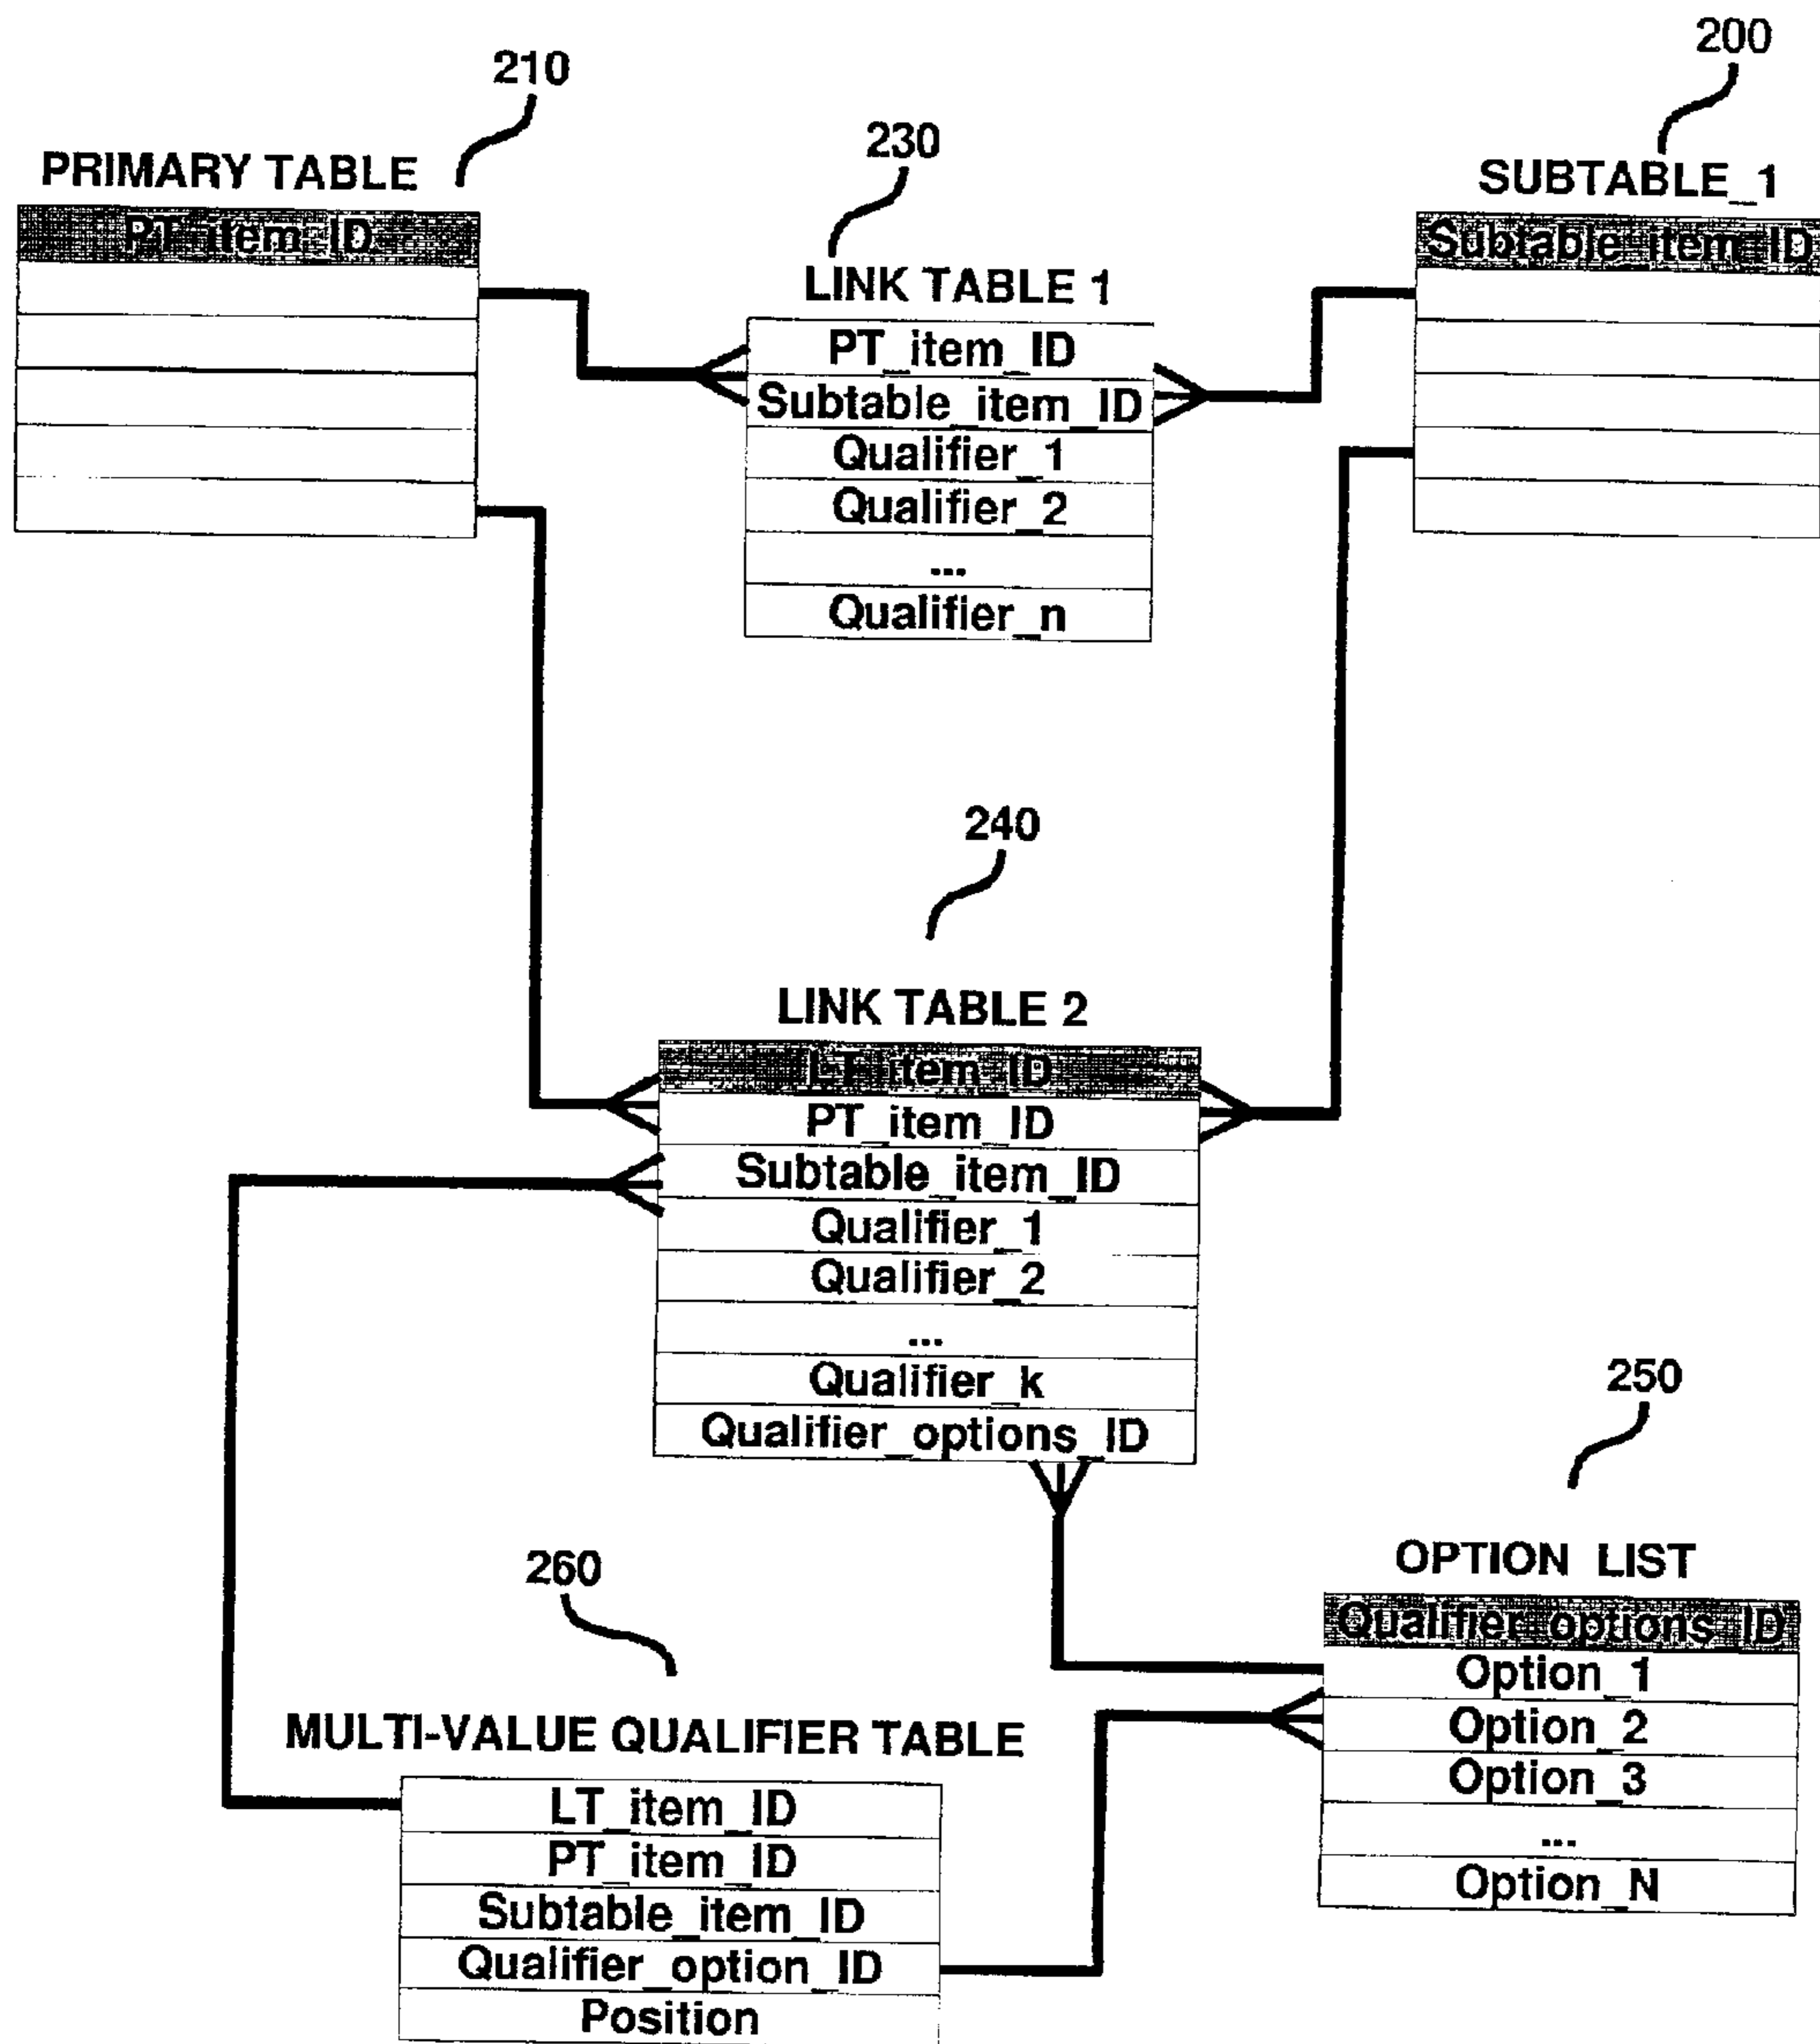 210
200
230
PRIMARY TABLE
SUBTABLE_1
PT_item_ID
Subtable_item_ID
LINK TABLE 1
PT_item_ID
Subtable_item_ID
Qualifier_1
Qualifier_2
...
Qualifier_n
240
LINK TABLE 2
LT_item_ID
PT_item_ID
Subtable_item_ID
Qualifier_1
Qualifier_2
...
Qualifier_k
Qualifier_options_ID
250
OPTION LIST
Qualifier_options_ID
Option_1
Option_2
Option_3
...
Option_N
260
MULTI-VALUE QUALIFIER TABLE
LT_item_ID
PT_item_ID
Subtable_item_ID
Qualifier_option_ID
Position